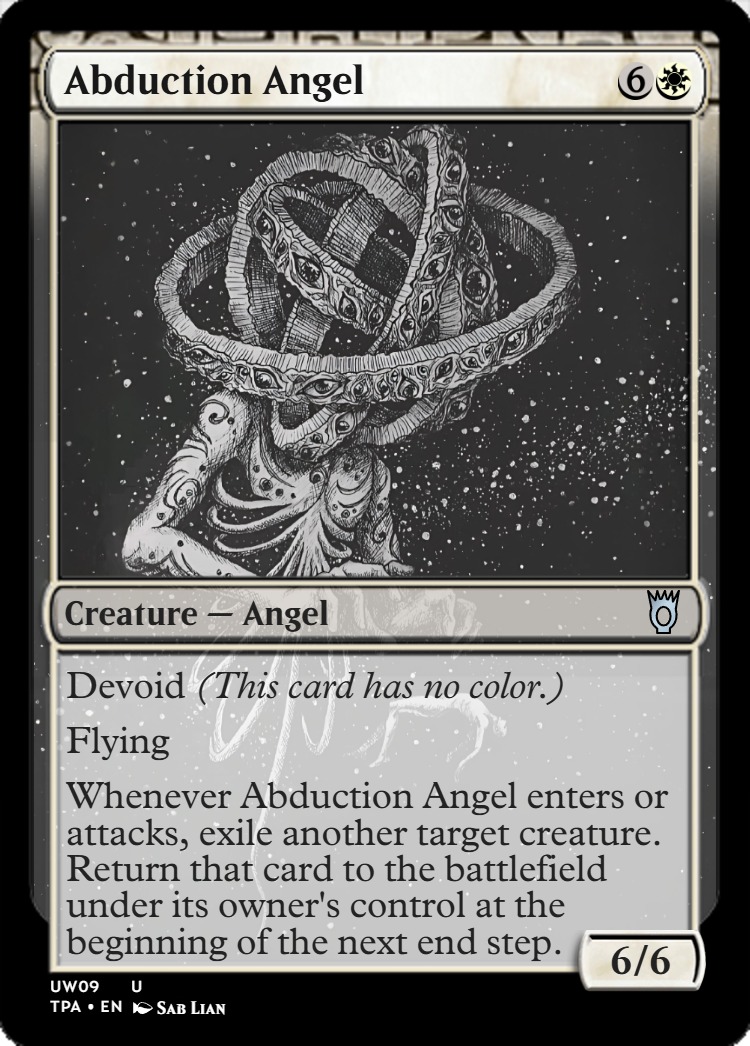 Abduction Angel 6
Creature — Angel
Devoid (This card has no color.)
Flying
Whenever Abduction Angel enters or
attacks, exile another target creature.
Return that card to the battlefield
under its owner's control at the
beginning of the next end step.
6/6
UW09 U
TPA • EN SAB LIAN